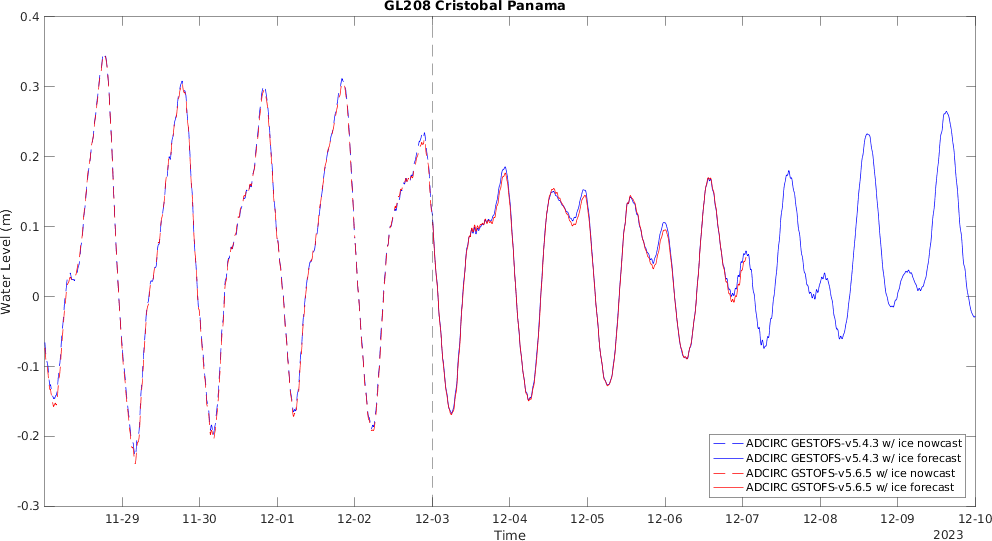 GL208 Cristobal Panama
0.4
0.3
0.2
0.1
0
-0.1
-0.2
-0.3
Water Level (m)
ADCIRC GESTOFS-v5.4.3 w/ ice nowcast
ADCIRC GESTOFS-v5.4.3 w/ ice forecast
ADCIRC GSTOFS-v5.6.5 w/ ice nowcast
ADCIRC GSTOFS-v5.6.5 w/ ice forecast
11-29 11-30 12-01 12-02 12-03 12-04 12-05 12-06 12-07 12-08 12-09 12-10
Time
2023